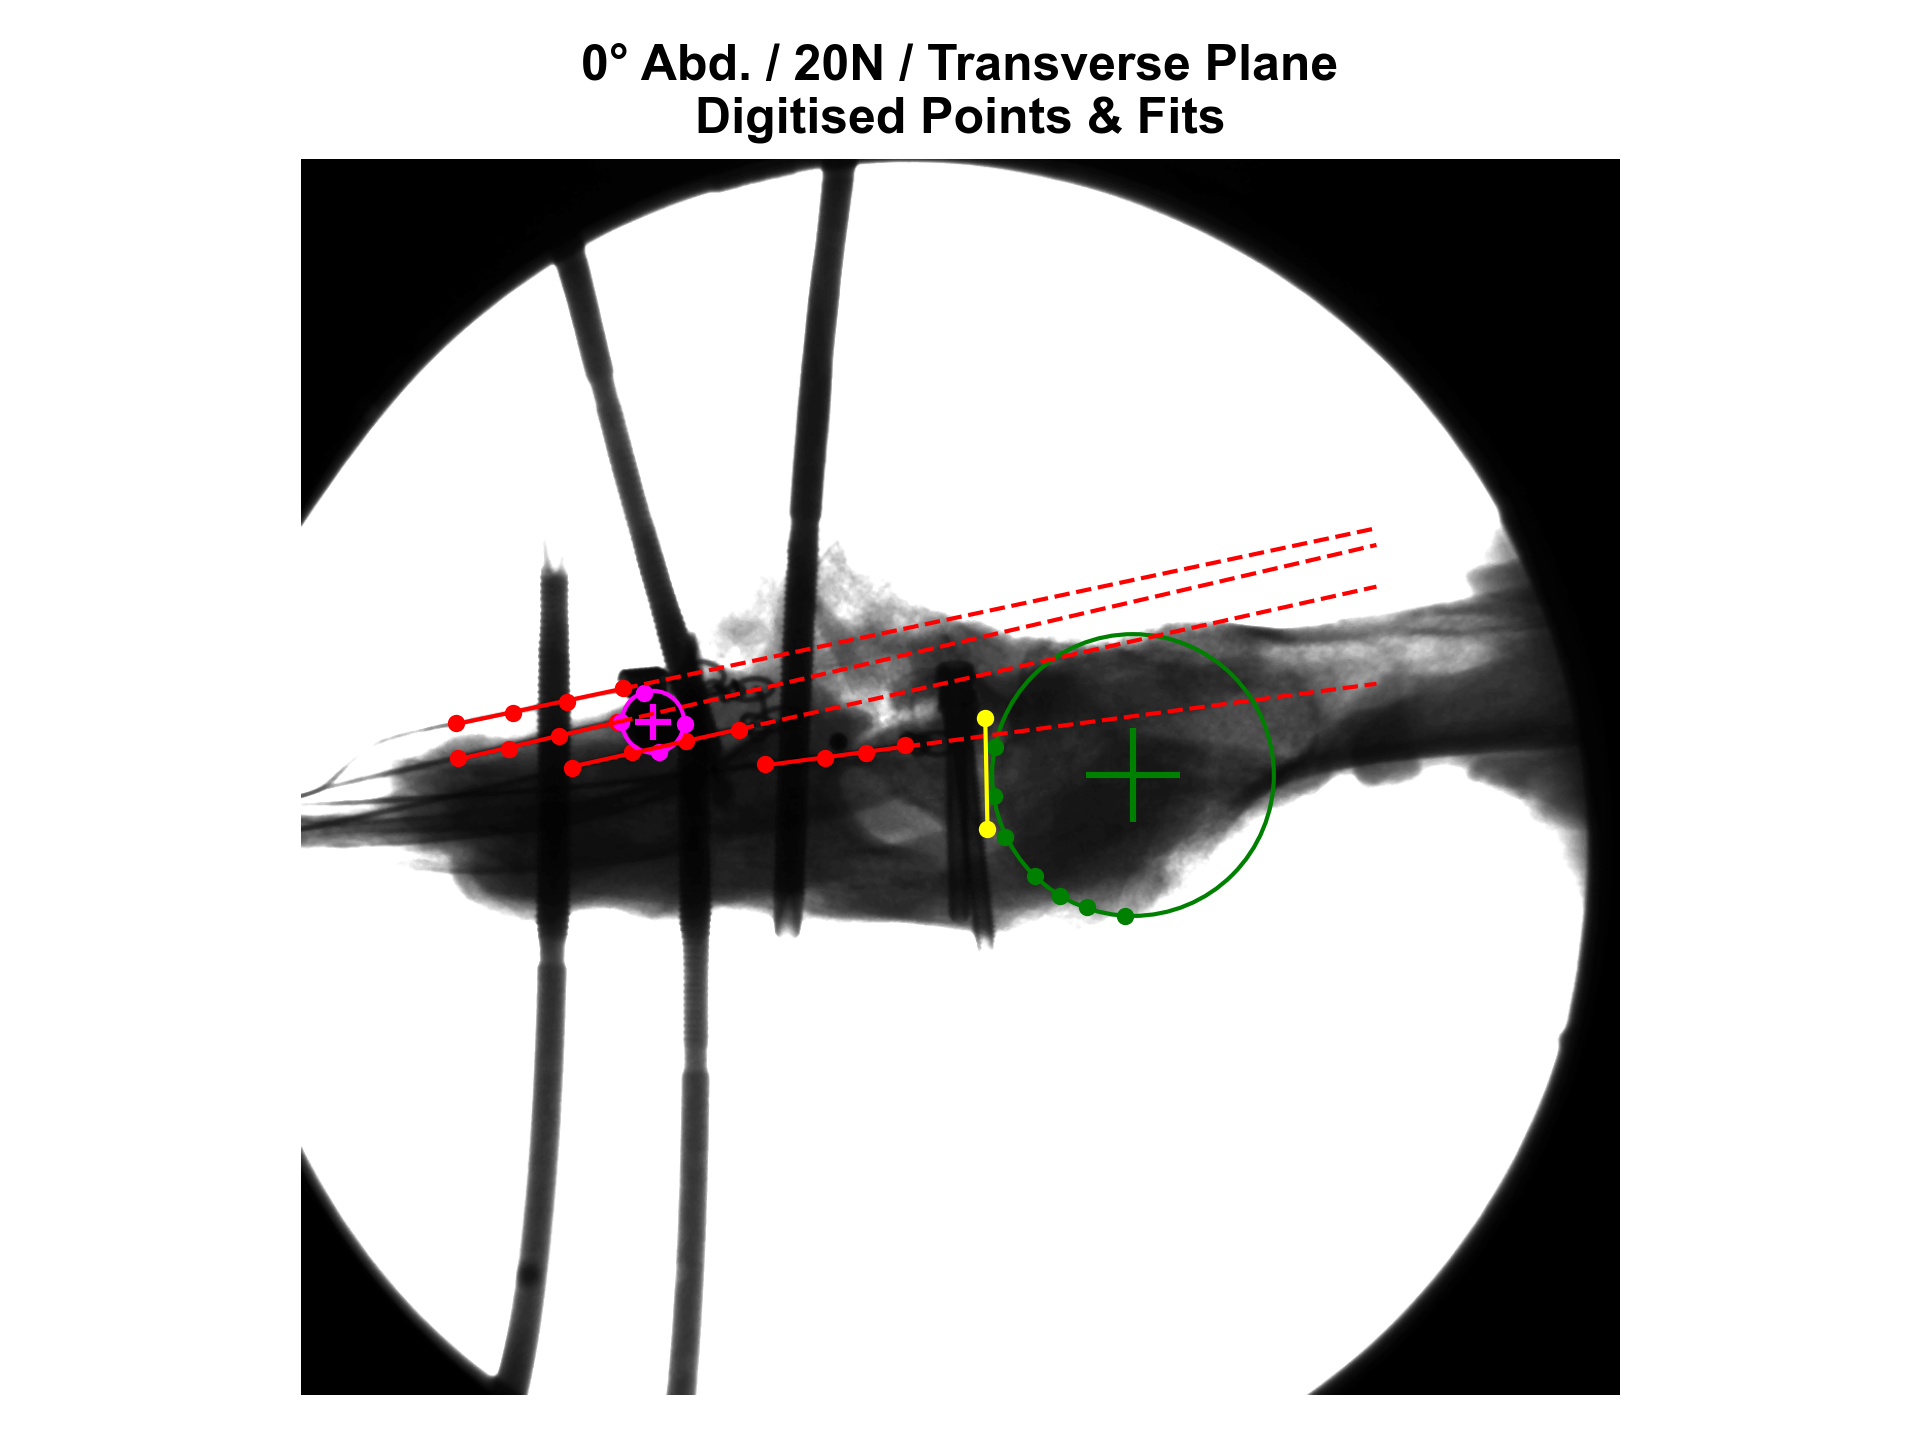 0° Abd. / 20N / Transverse Plane
Digitised Points & Fits